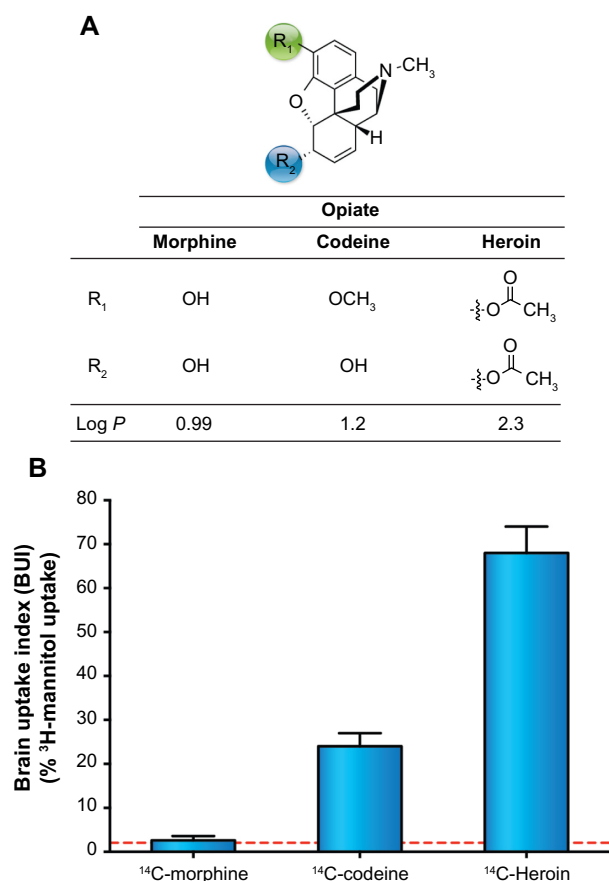 A
R₁
N
CH₃
O
H
R₂
Opiate
Morphine Codeine Heroin
R₁ OH OCH₃ O O CH₃
R₂ OH OH O O CH₃
Log P 0.99 1.2 2.3
B
Brain uptake index (BUI)
(% ³H-mannitol uptake)
80
70
60
50
40
30
20
10
0
¹⁴C-morphine ¹⁴C-codeine ¹⁴C-Heroin